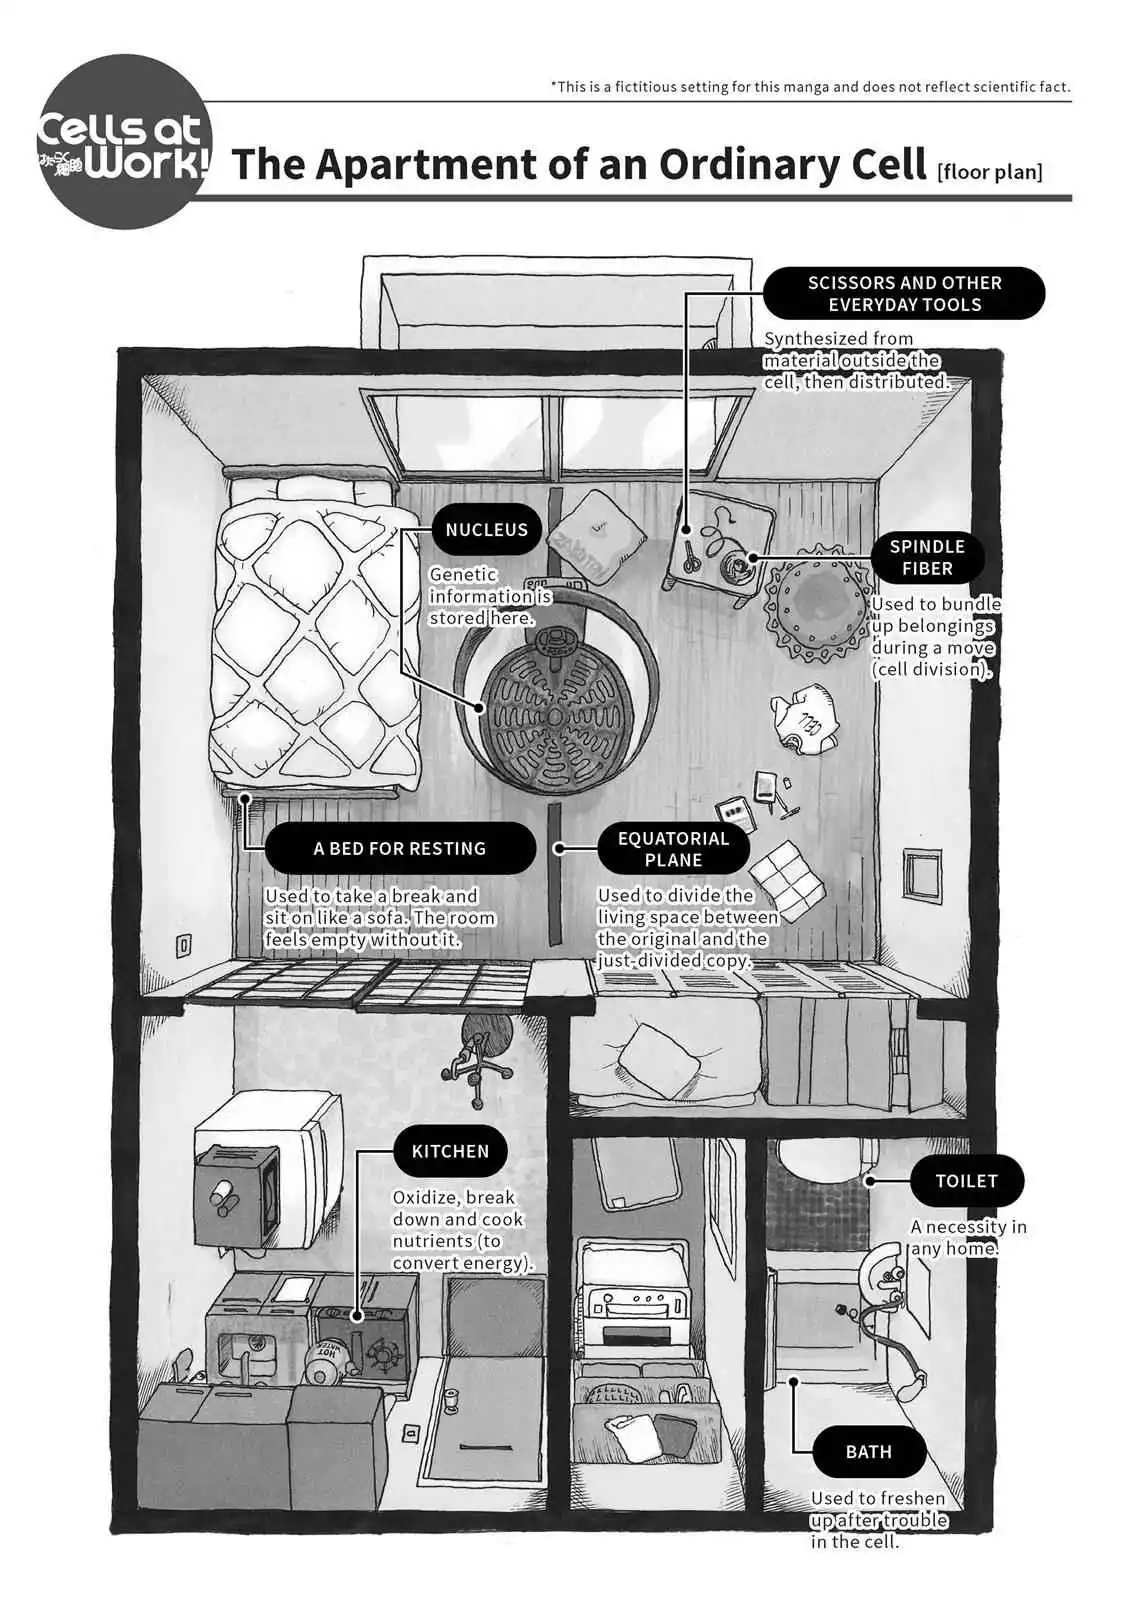 *This is a fictitious setting for this manga and does not reflect scientific fact.
Cells at
はたらく
細胞
Work!
The Apartment of an Ordinary Cell [floor plan]
SCISSORS AND OTHER
EVERYDAY TOOLS
Synthesized from
material outside the
cell, then distributed.
NUCLEUS
Genetic
information is
stored here.
SPINDLE
FIBER
Used to bundle
up belongings
during a move
(cell division).
A BED FOR RESTING
Used to take a break and
sit on like a sofa. The room
feels empty without it.
EQUATORIAL
PLANE
Used to divide the
living space between
the original and the
just-divided copy.
KITCHEN
Oxidize, break
down and cook
nutrients (to
convert energy).
HOT
WATER
TOILET
A necessity in
any home.
BATH
Used to freshen
up after trouble
in the cell.